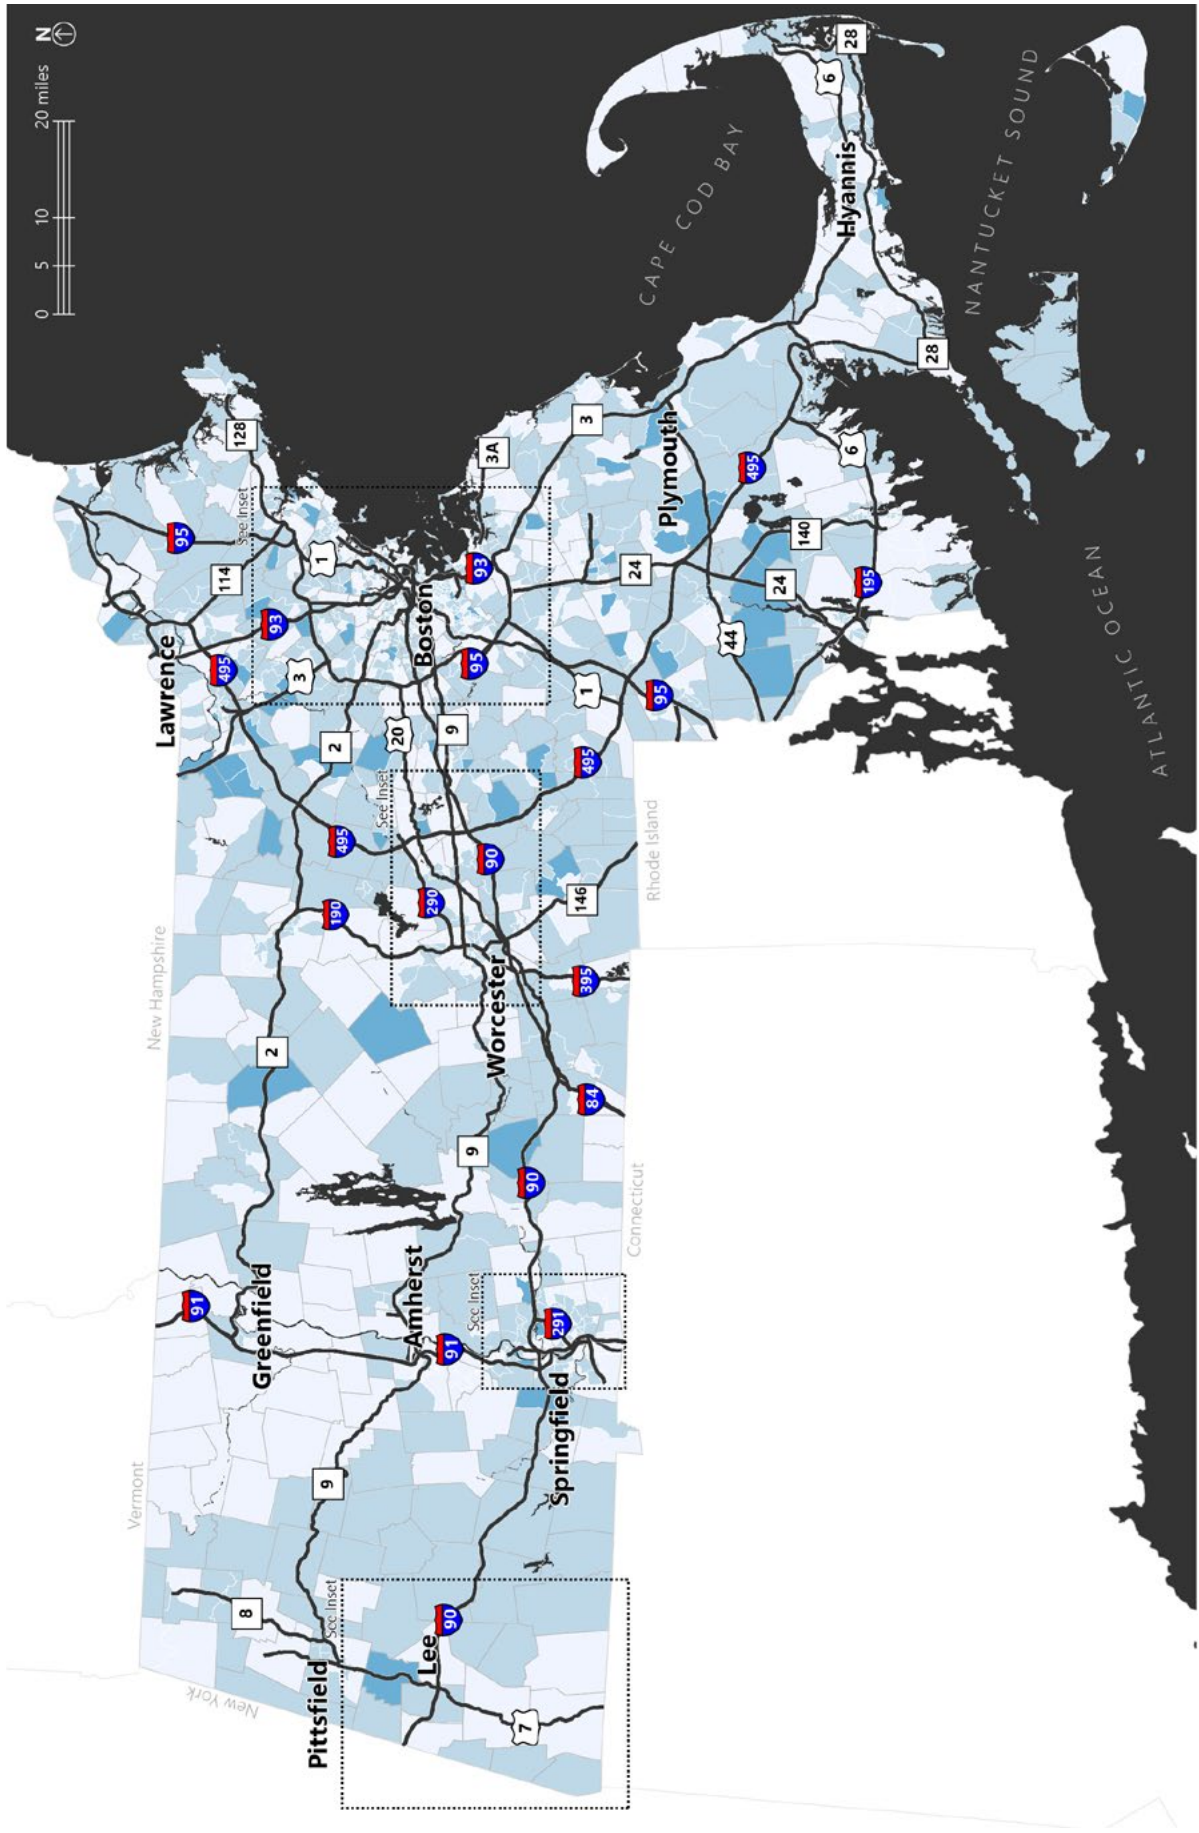 N
0 5 10 20 miles
Vermont
New Hampshire
New York
Connecticut
Rhode Island
CAPE COD BAY
NANTUCKET SOUND
ATLANTIC OCEAN
Pittsfield
Lee
Springfield
Greenfield
Amherst
Worcester
Lawrence
Boston
Plymouth
Hyannis
See Inset
See Inset
See Inset
See Inset
8
7
90
9
91
91
291
90
9
2
84
395
190
290
146
90
495
495
2
20
9
3
495
93
114
95
128
1
95
93
3A
3
1
95
24
44
24
140
495
195
6
28
6
28